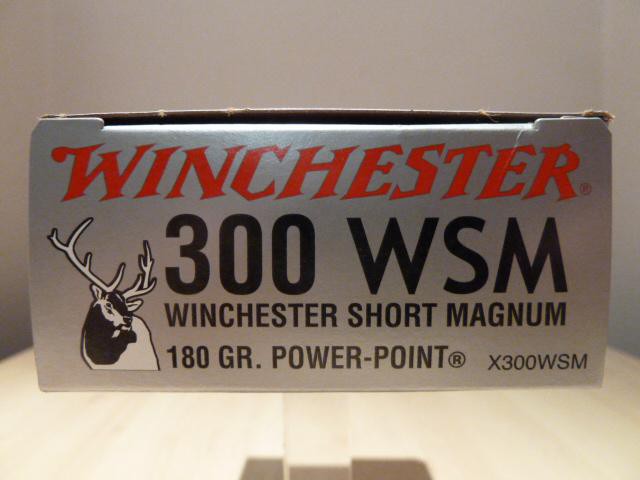 WINCHESTER®
300 WSM
WINCHESTER SHORT MAGNUM
180 GR. POWER-POINT® X300WSM